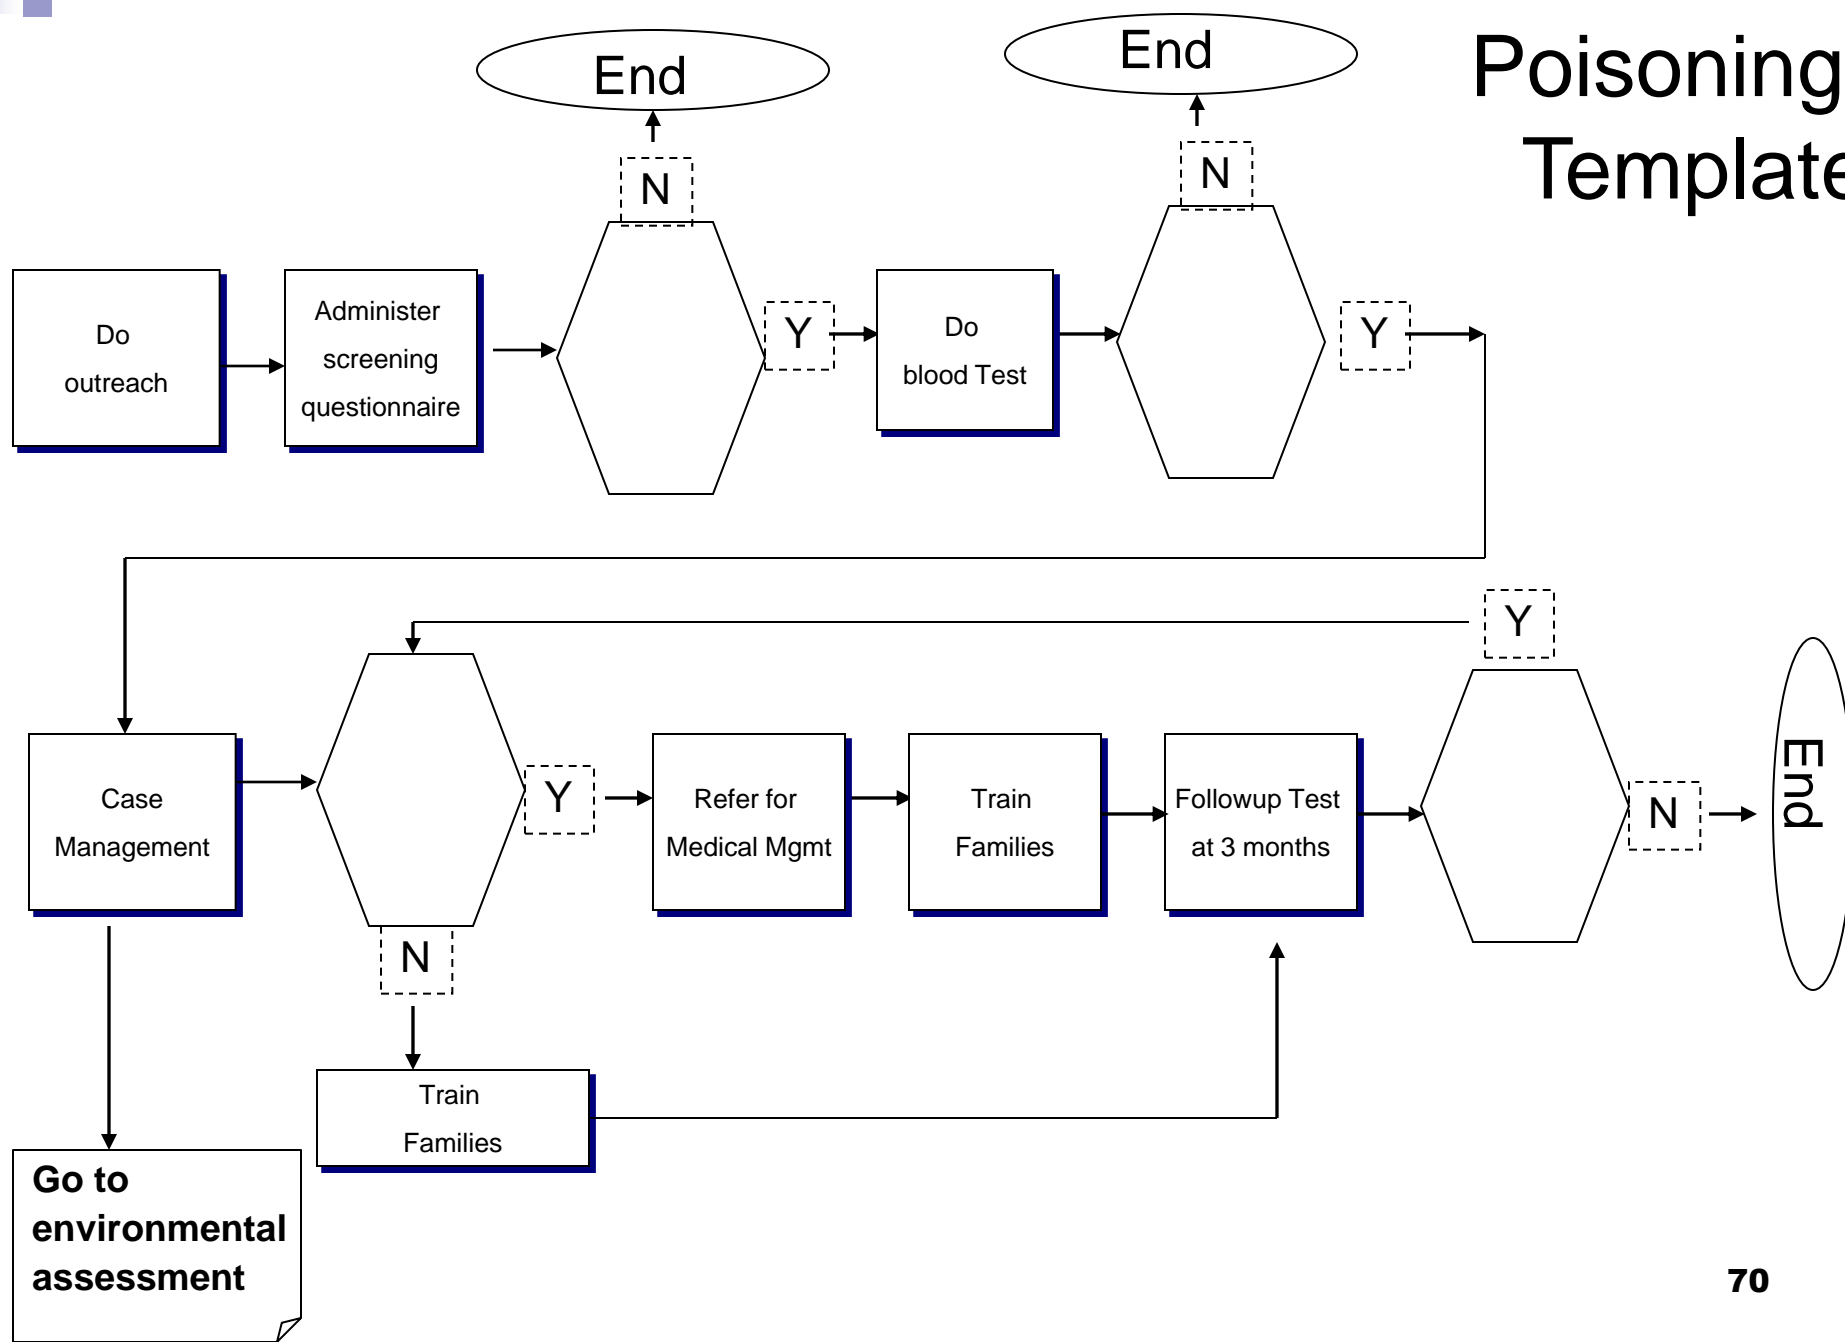 End
End
Poisoning
Template
N
N
Do
outreach
Administer
screening
questionnaire
Y
Do
blood Test
Y
Y
Case
Management
Y
Refer for
Medical Mgmt
Train
Families
Followup Test
at 3 months
N
End
N
Train
Families
Go to
environmental
assessment
70